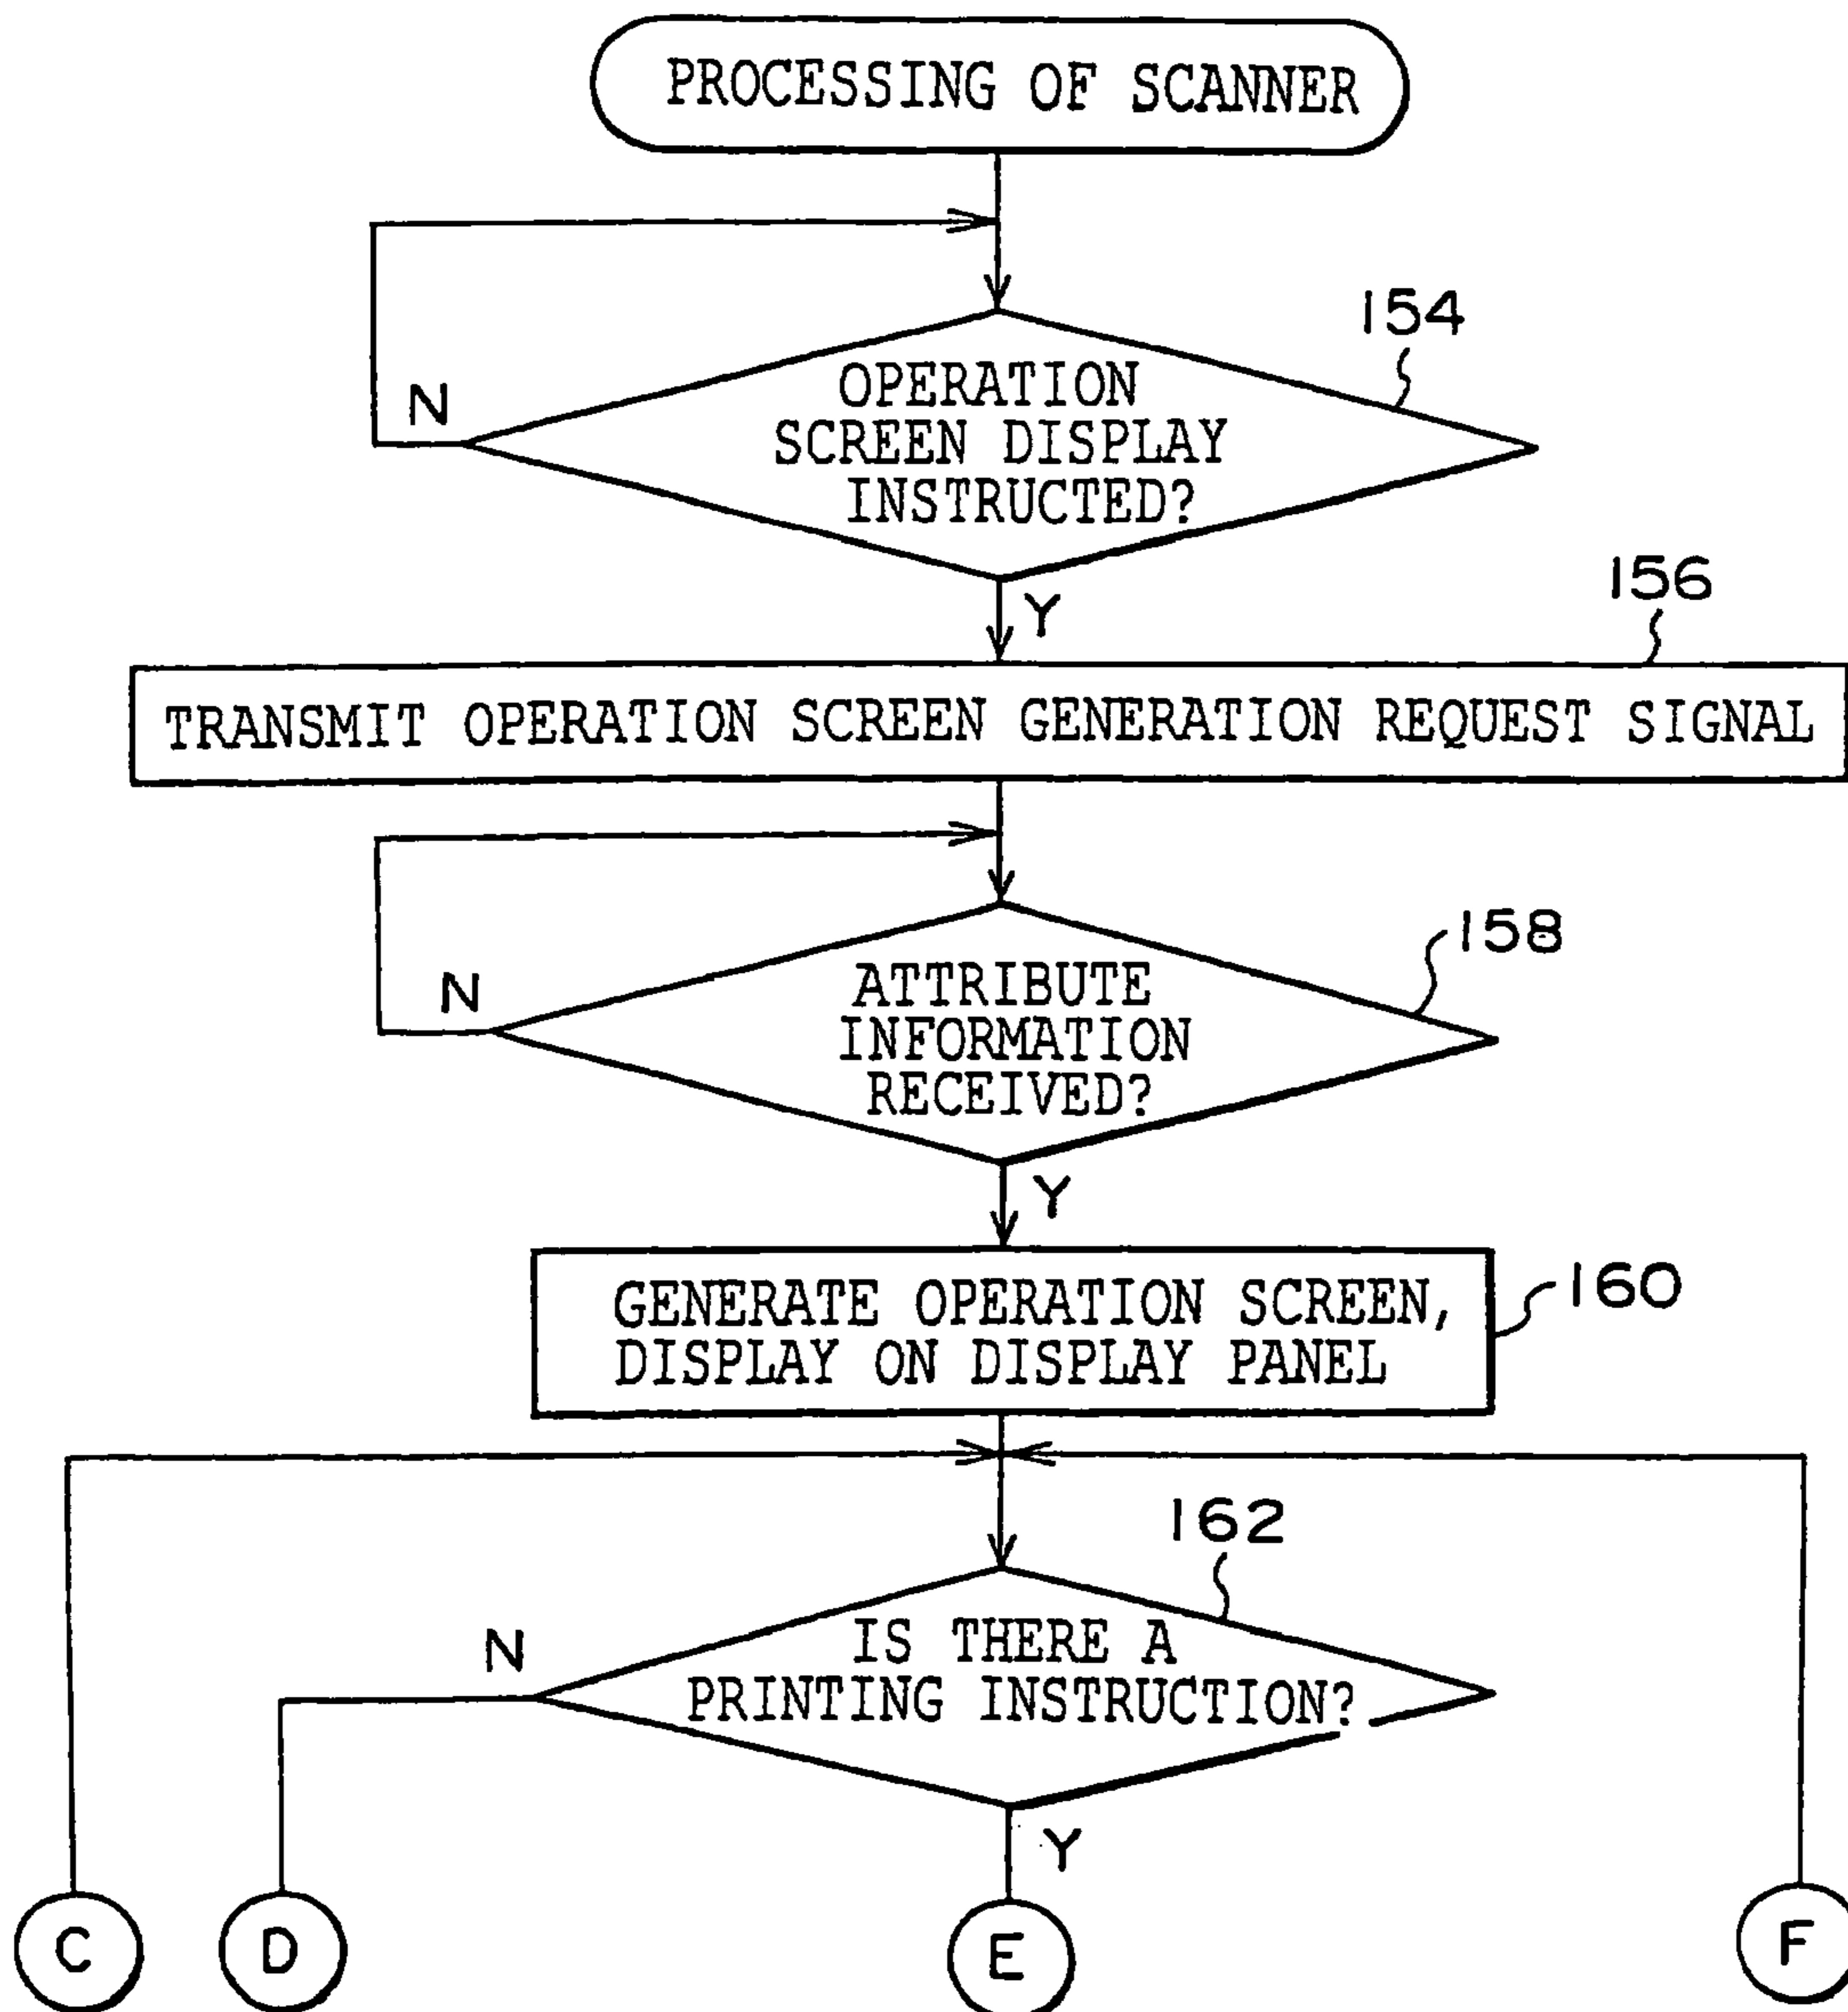 PROCESSING OF SCANNER
154
N
OPERATION
SCREEN DISPLAY
INSTRUCTED?
Y
156
TRANSMIT OPERATION SCREEN GENERATION REQUEST SIGNAL
158
N
ATTRIBUTE
INFORMATION
RECEIVED?
Y
GENERATE OPERATION SCREEN,
DISPLAY ON DISPLAY PANEL
160
162
N
IS THERE A
PRINTING INSTRUCTION?
Y
C
D
E
F